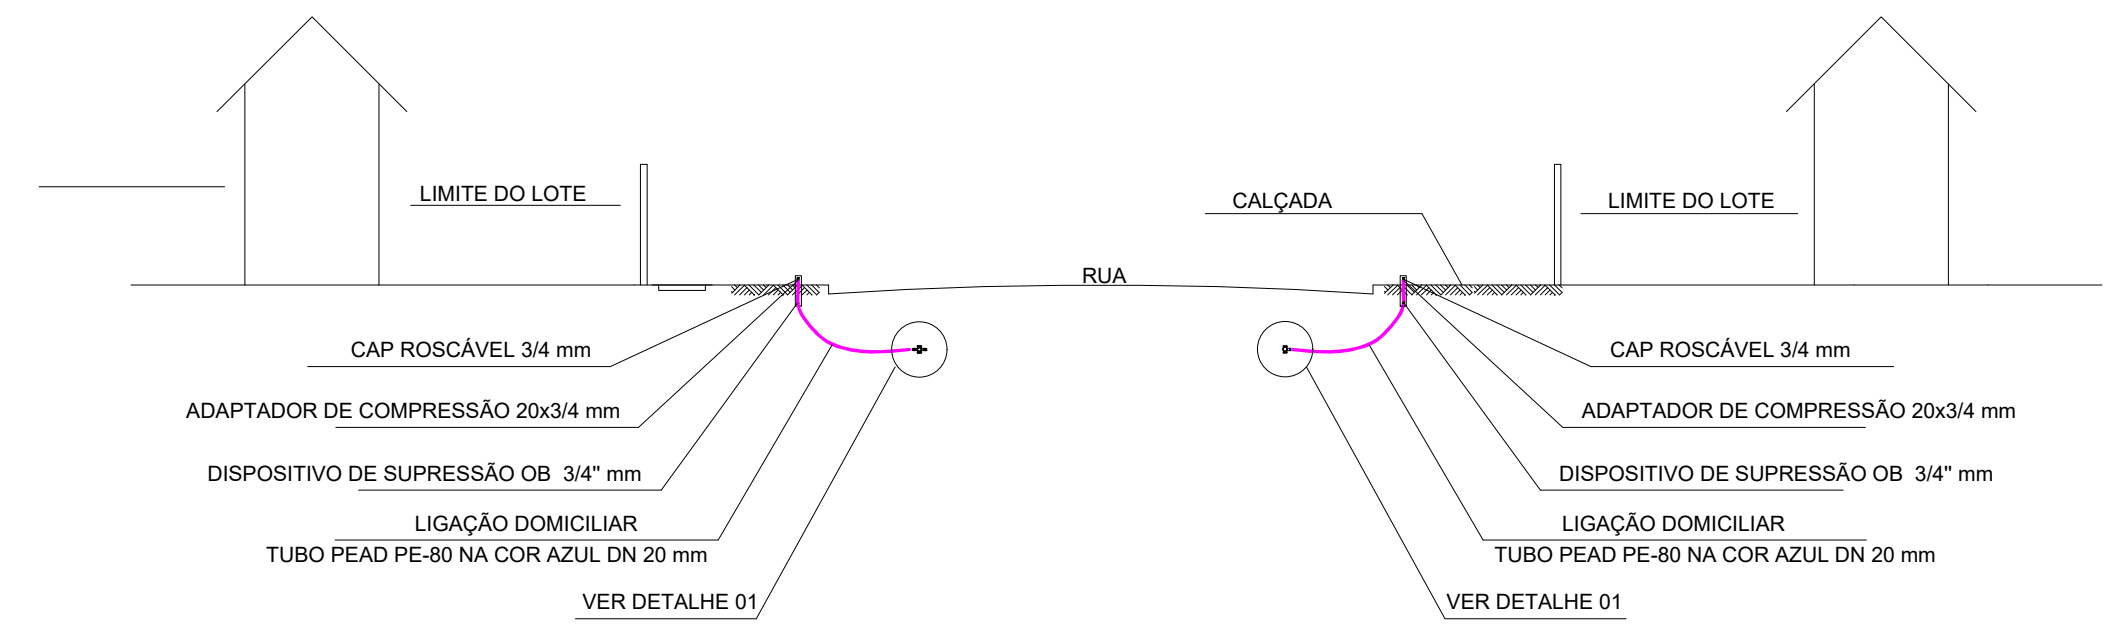 LIMITE DO LOTE
CALÇADA
LIMITE DO LOTE
RUA
CAP ROSCÁVEL 3/4 mm
CAP ROSCÁVEL 3/4 mm
ADAPTADOR DE COMPRESSÃO 20x3/4 mm
ADAPTADOR DE COMPRESSÃO 20x3/4 mm
DISPOSITIVO DE SUPRESSÃO OB 3/4" mm
DISPOSITIVO DE SUPRESSÃO OB 3/4" mm
LIGAÇÃO DOMICILIAR
TUBO PEAD PE-80 NA COR AZUL DN 20 mm
LIGAÇÃO DOMICILIAR
TUBO PEAD PE-80 NA COR AZUL DN 20 mm
VER DETALHE 01
VER DETALHE 01